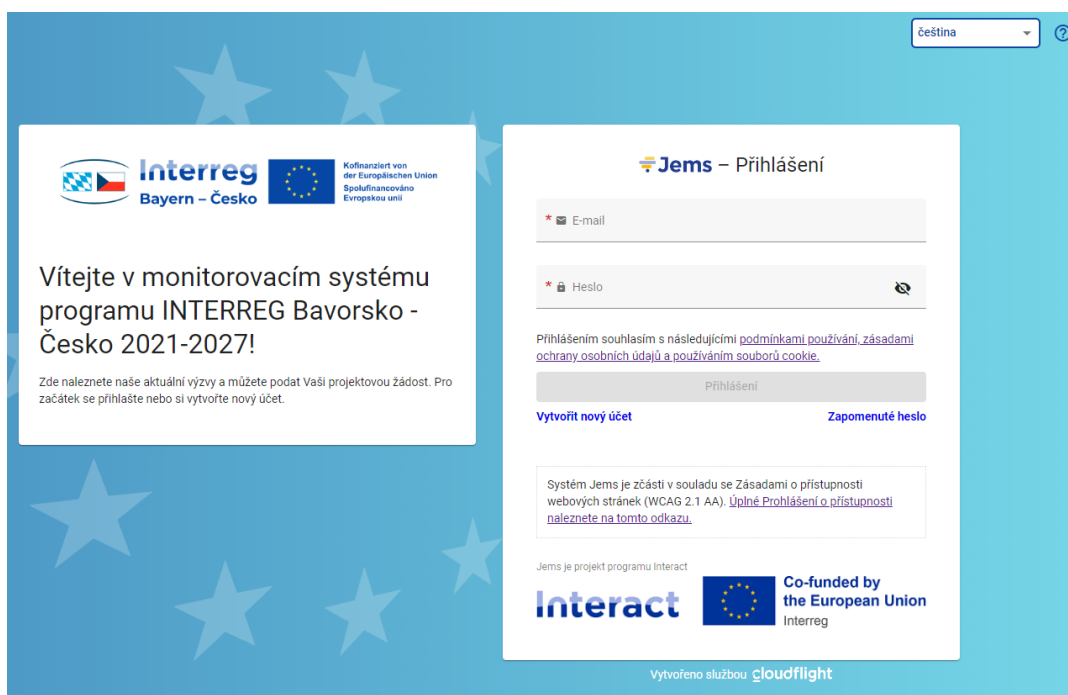 čeština
Interreg
Bayern – Česko
Kofinanziert von
der Europäischen Union
Spolufinancováno
Evropskou unií
Vítejte v monitorovacím systému
programu INTERREG Bavorsko -
Česko 2021-2027!
Zde naleznete naše aktuální výzvy a můžete podat Vaši projektovou žádost. Pro
začátek se přihlašte nebo si vytvořte nový účet.
Jems – Přihlášení
* E-mail
* Heslo
Přihlášením souhlasím s následujícími podmínkami používání, zásadami
ochrany osobních údajů a používáním souborů cookie.
Přihlášení
Vytvořit nový účet
Zapomenuté heslo
Systém Jems je zčásti v souladu se Zásadami o přístupnosti
webových stránek (WCAG 2.1 AA). Úplné Prohlášení o přístupnosti
naleznete na tomto odkazu.
Jems je projekt programu Interact
Interact
Co-funded by
the European Union
Interreg
Vytvořeno službou cloudflight